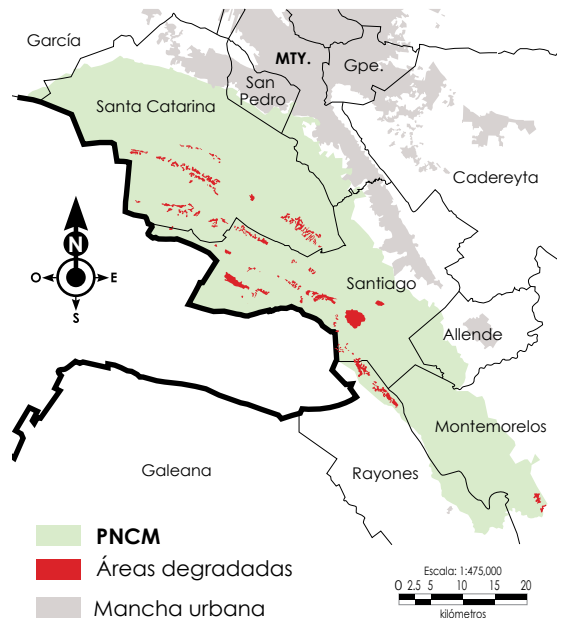 García
MTY.
Gpe.
San
Pedro
Santa Catarina
Cadereyta
N
O
E
S
Santiago
Allende
Montemorelos
Galeana
Rayones
PNCM
Áreas degradadas
Mancha urbana
Escala: 1:475,000
0 2.5 5 10 15 20
kilómetros